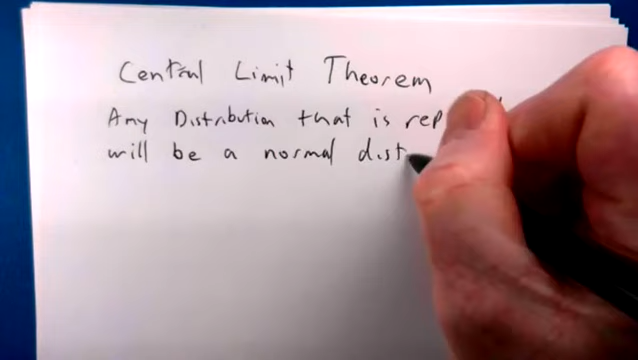 Central Limit Theorem
Any Distribution that is rep
will be a normal dist